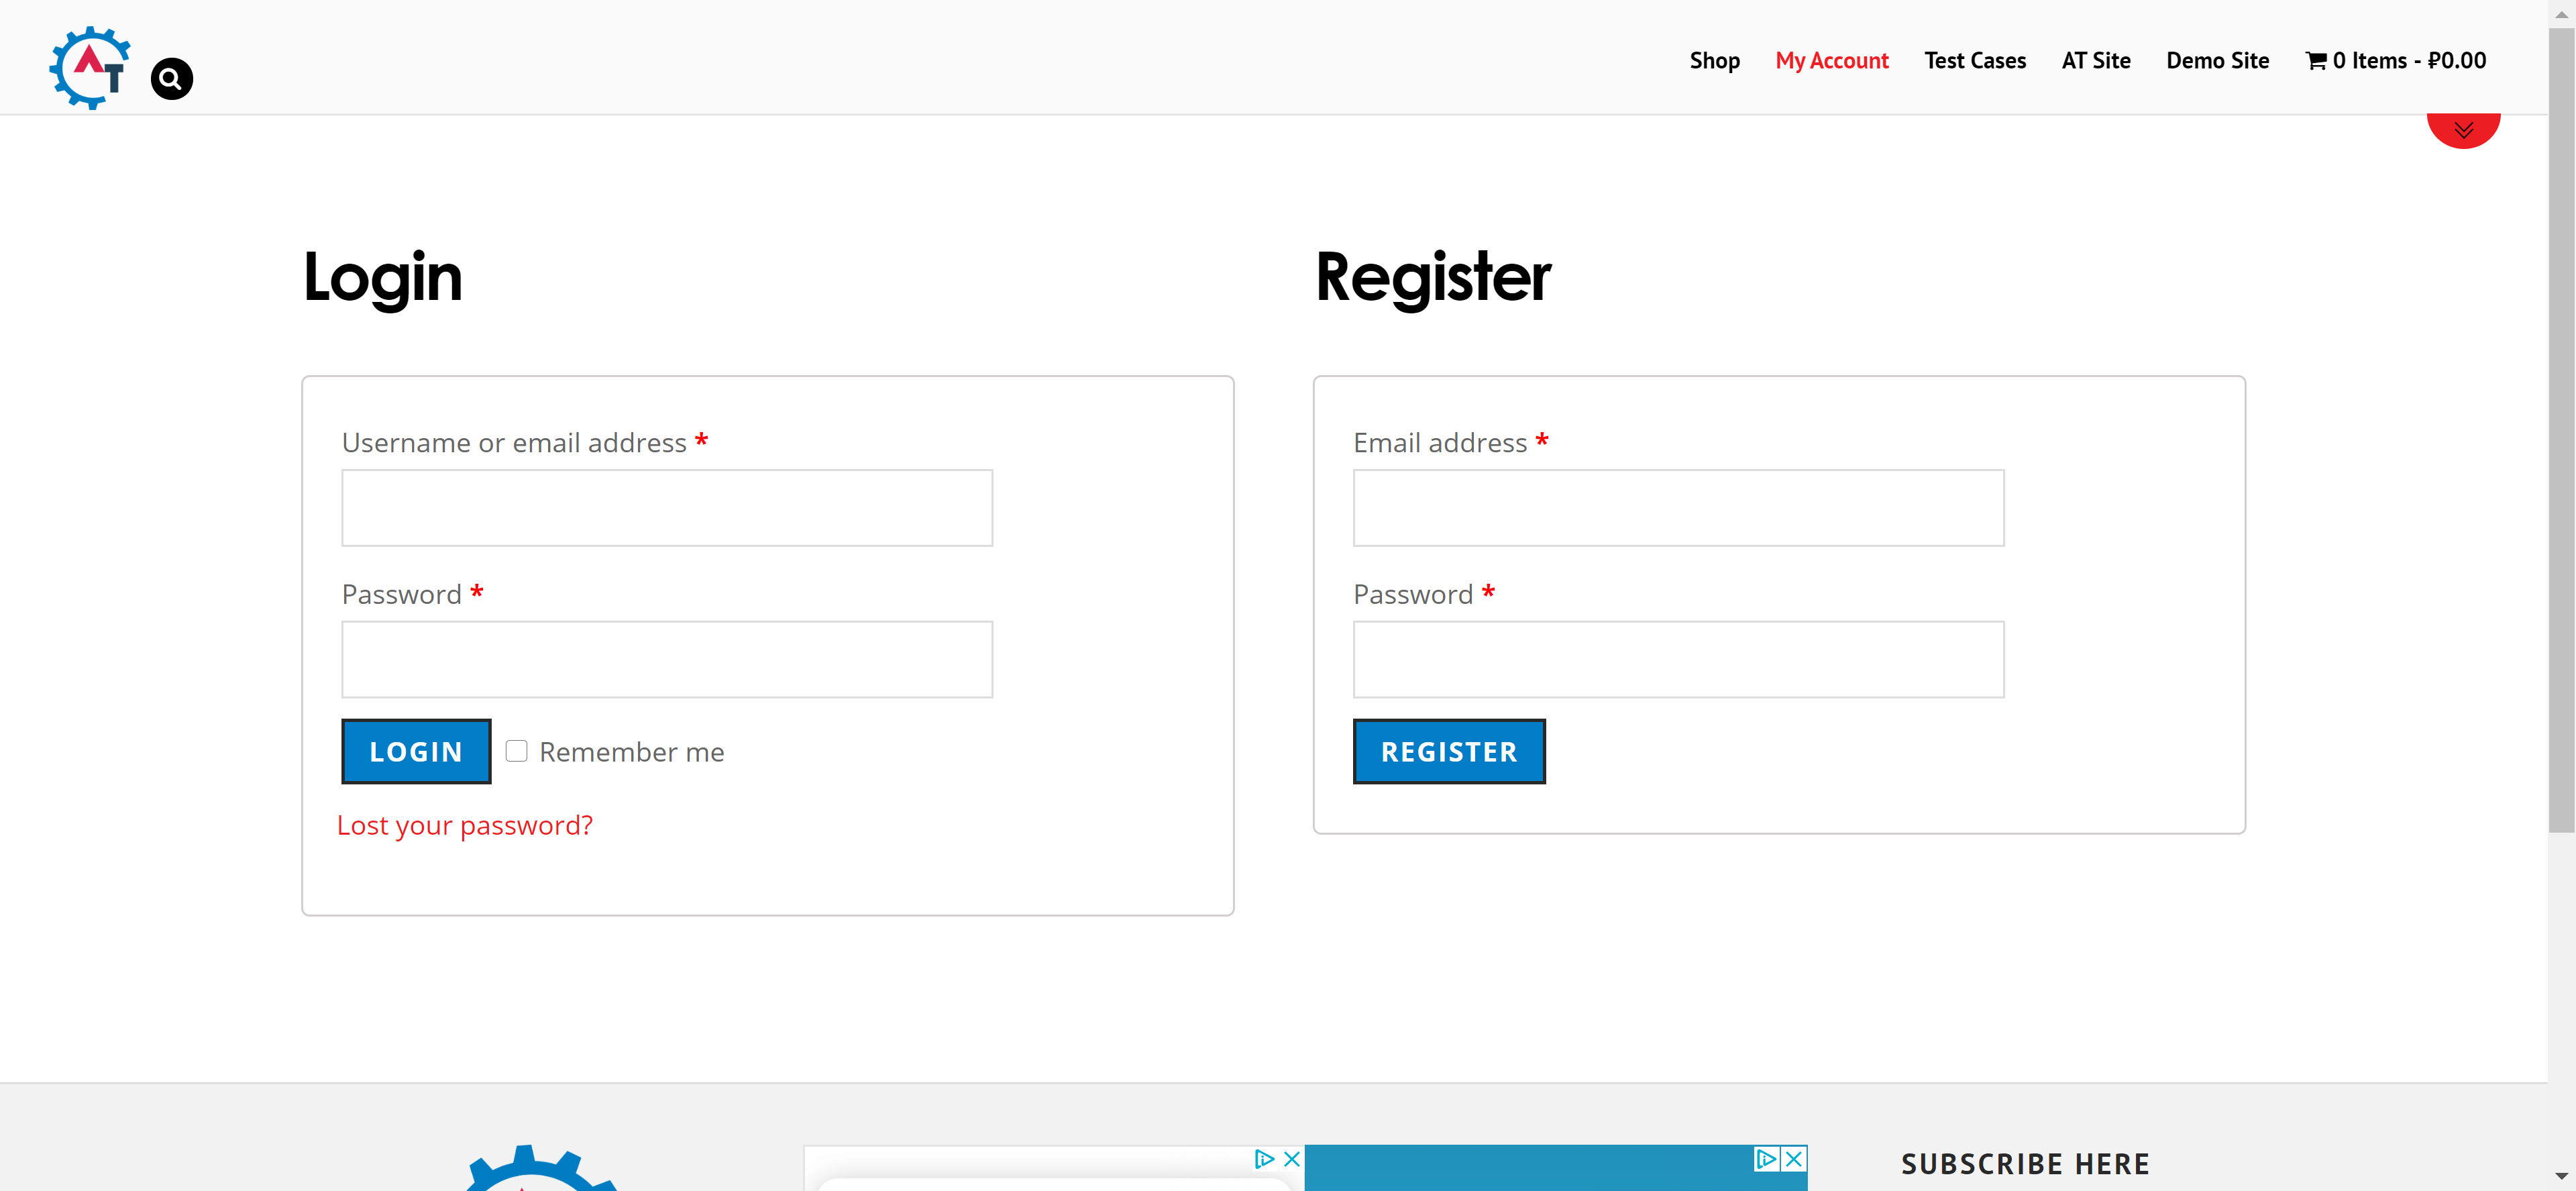 AT
Shop My Account Test Cases AT Site Demo Site 0 Items - ₽0.00
Login
Username or email address *
Password *
LOGIN Remember me
Lost your password?
Register
Email address *
Password *
REGISTER
SUBSCRIBE HERE